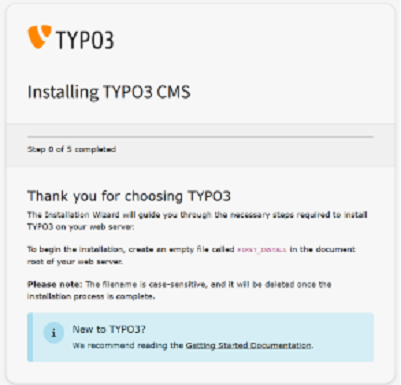 TYPO3
Installing TYPO3 CMS
Step 0 of 5 completed
Thank you for choosing TYPO3
The Installation Wizard will guide you through the necessary steps required to install
TYPO3 on your web server.
To begin the installation, create an empty file called FIRST_INSTALL in the document
root of your web server.
Please note: The filename is case-sensitive, and it will be deleted once the
installation process is complete.
i
New to TYPO3?
We recommend reading the Getting Started Documentation.